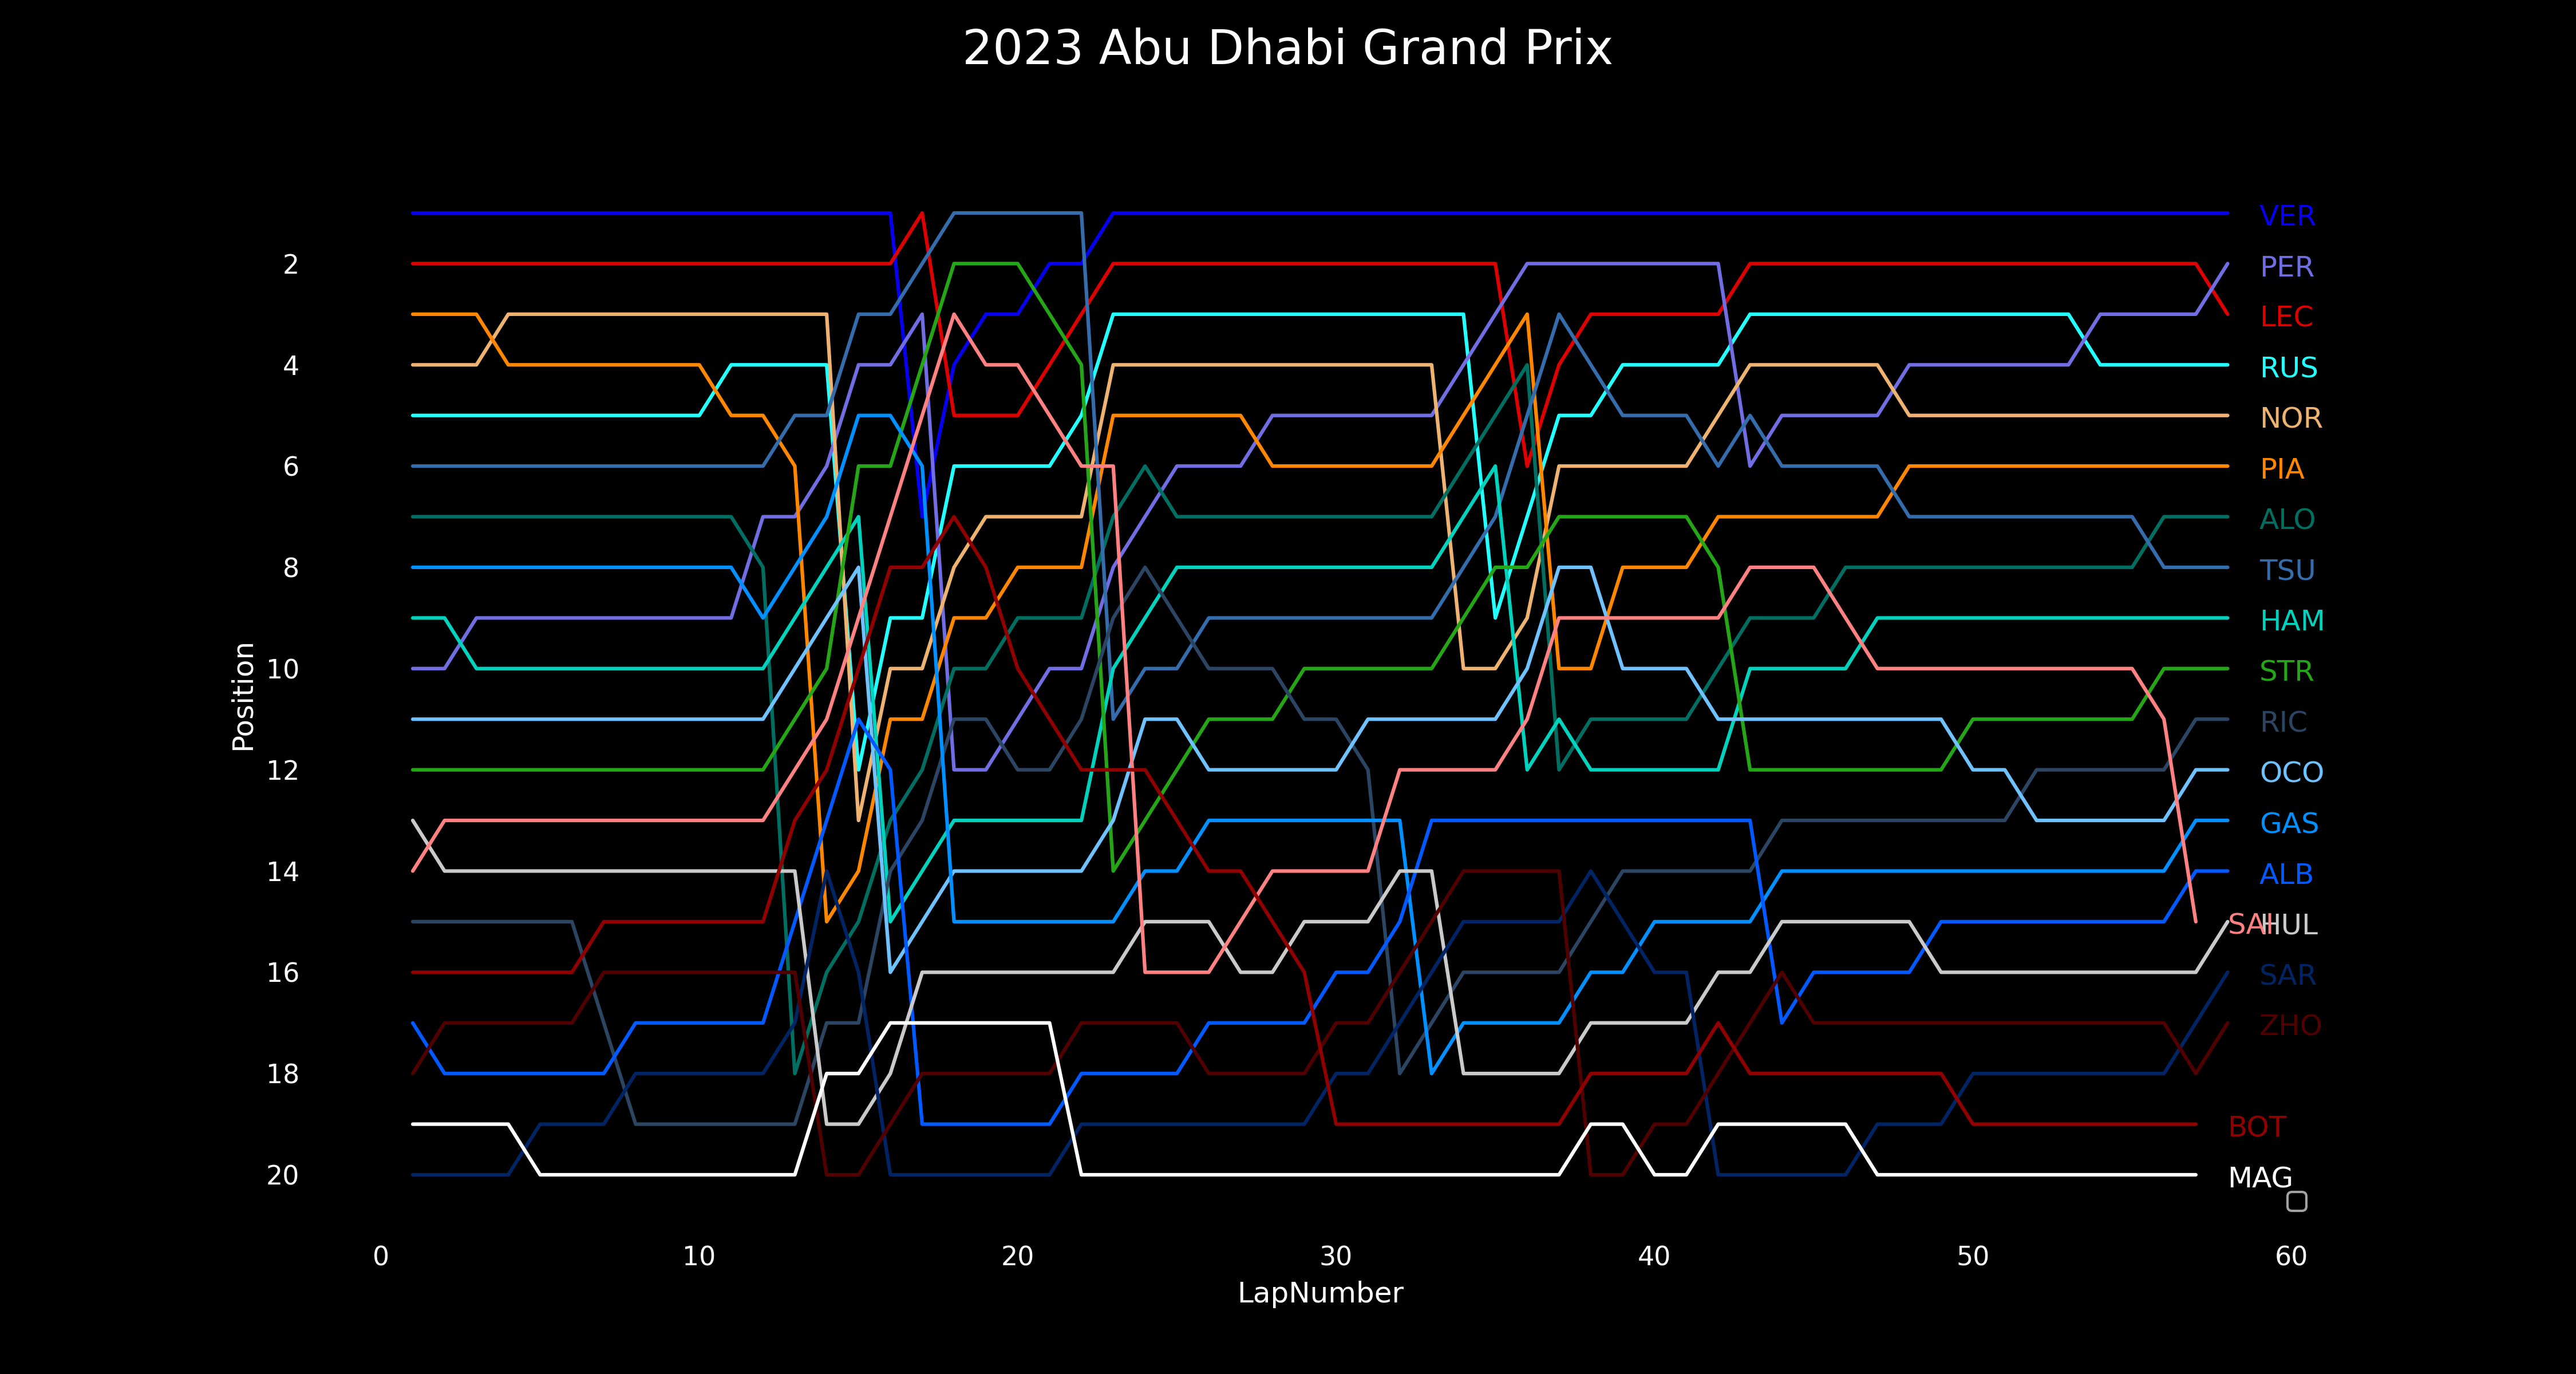 2023 Abu Dhabi Grand Prix
VER
2 PER
LEC
4 RUS
NOR
6 PIA
ALO
8 TSU
HAM
10 STR
RIC
12 OCO
GAS
14 ALB
SAI HUL
16 SAR
ZHO
18
BOT
20 MAG
Position
0 10 20 30 40 50 60
LapNumber